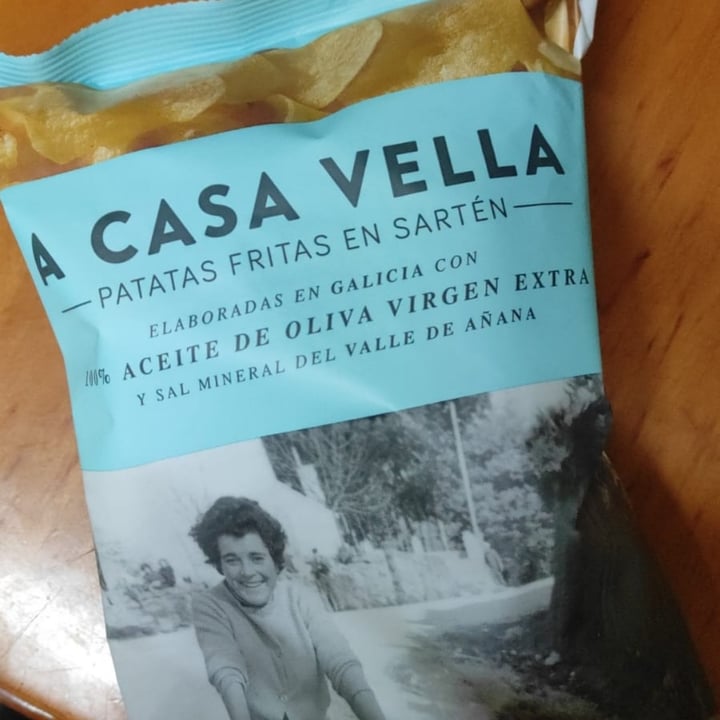 A CASA VELLA
PATATAS FRITAS EN SARTÉN
ELABORADAS EN GALICIA CON
100% ACEITE DE OLIVA VIRGEN EXTRA
Y SAL MINERAL DEL VALLE DE AÑANA